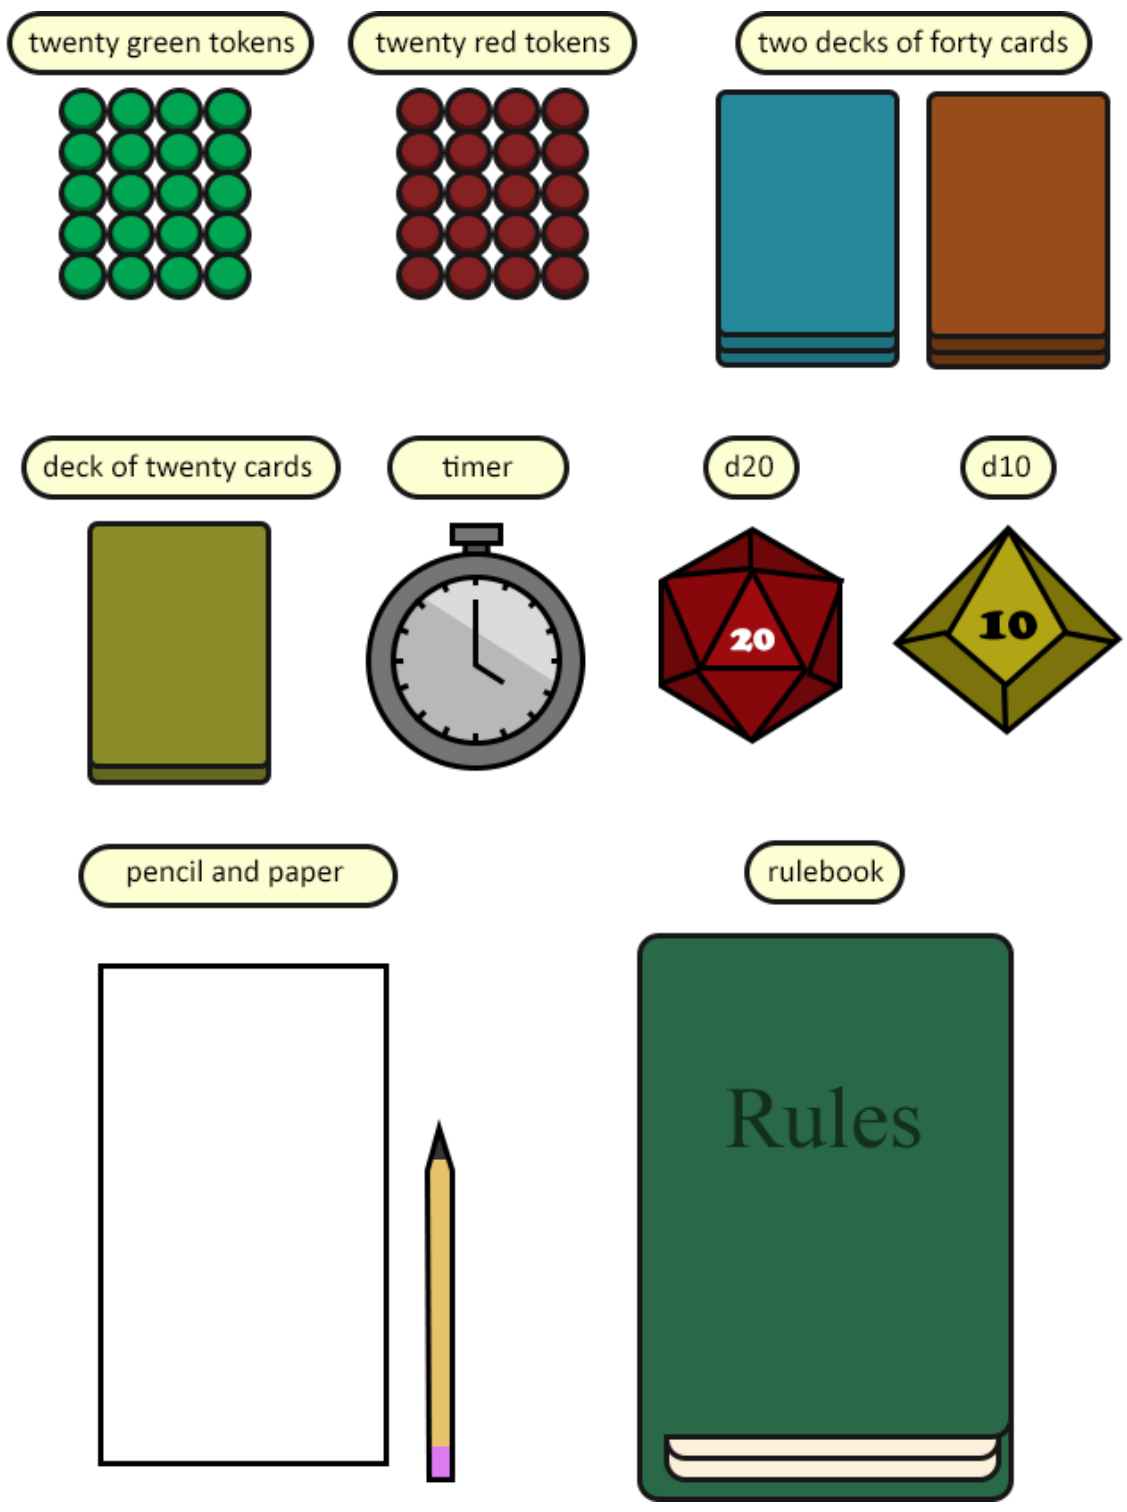 twenty green tokens
twenty red tokens
two decks of forty cards
deck of twenty cards
timer
d20
d10
20
10
pencil and paper
rulebook
Rules